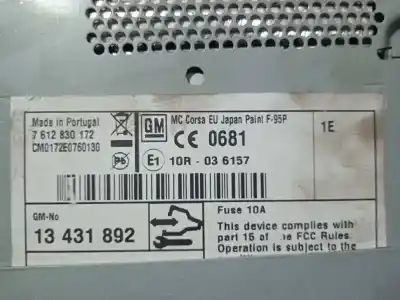 Made in Portugal
7 612 830 172
CM0172E0760130
Pb
GM
MC Corsa EU Japan Paint F-95P
CE 0681
E1 10R - 03 6157
1E
GM-No
13 431 892
Fuse 10A
This device complies with
part 15 of the FCC Rules
Operation is subject to the